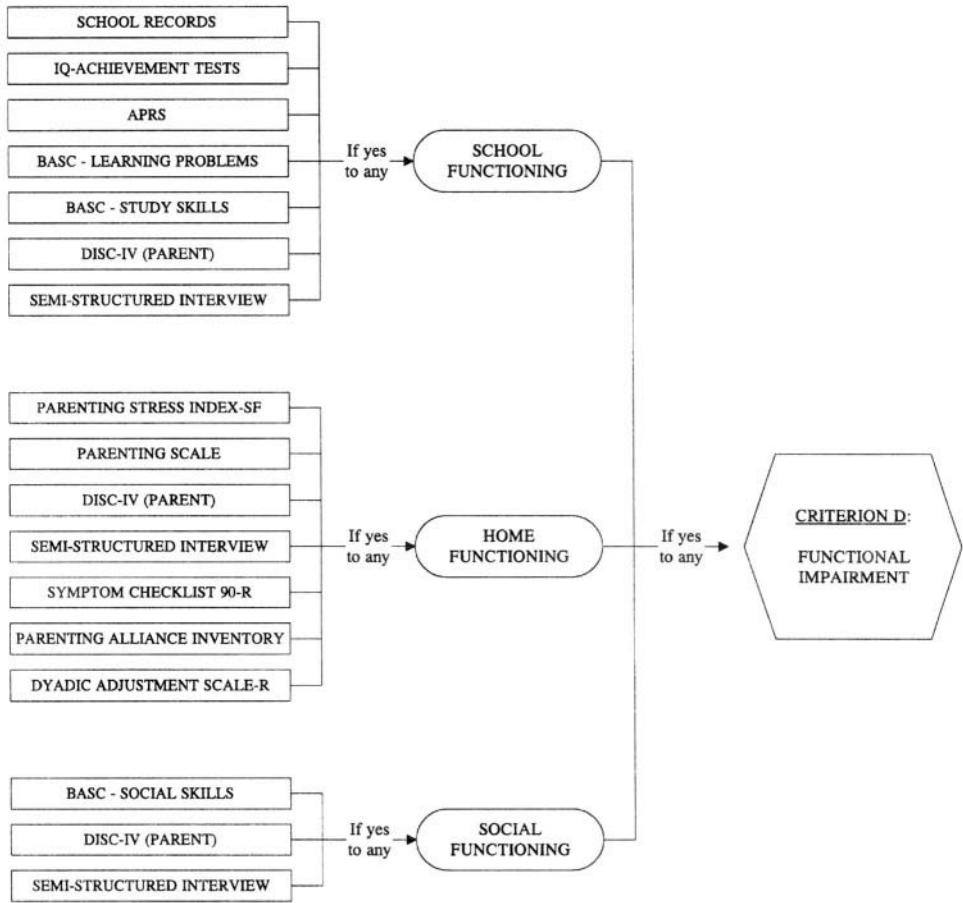 SCHOOL RECORDS
IQ-ACHIEVEMENT TESTS
APRS
BASC - LEARNING PROBLEMS
BASC - STUDY SKILLS
DISC-IV (PARENT)
SEMI-STRUCTURED INTERVIEW
If yes
to any
SCHOOL
FUNCTIONING
PARENTING STRESS INDEX-SF
PARENTING SCALE
DISC-IV (PARENT)
SEMI-STRUCTURED INTERVIEW
SYMPTOM CHECKLIST 90-R
PARENTING ALLIANCE INVENTORY
DYADIC ADJUSTMENT SCALE-R
If yes
to any
HOME
FUNCTIONING
If yes
to any
CRITERION D:
FUNCTIONAL
IMPAIRMENT
BASC - SOCIAL SKILLS
DISC-IV (PARENT)
SEMI-STRUCTURED INTERVIEW
If yes
to any
SOCIAL
FUNCTIONING